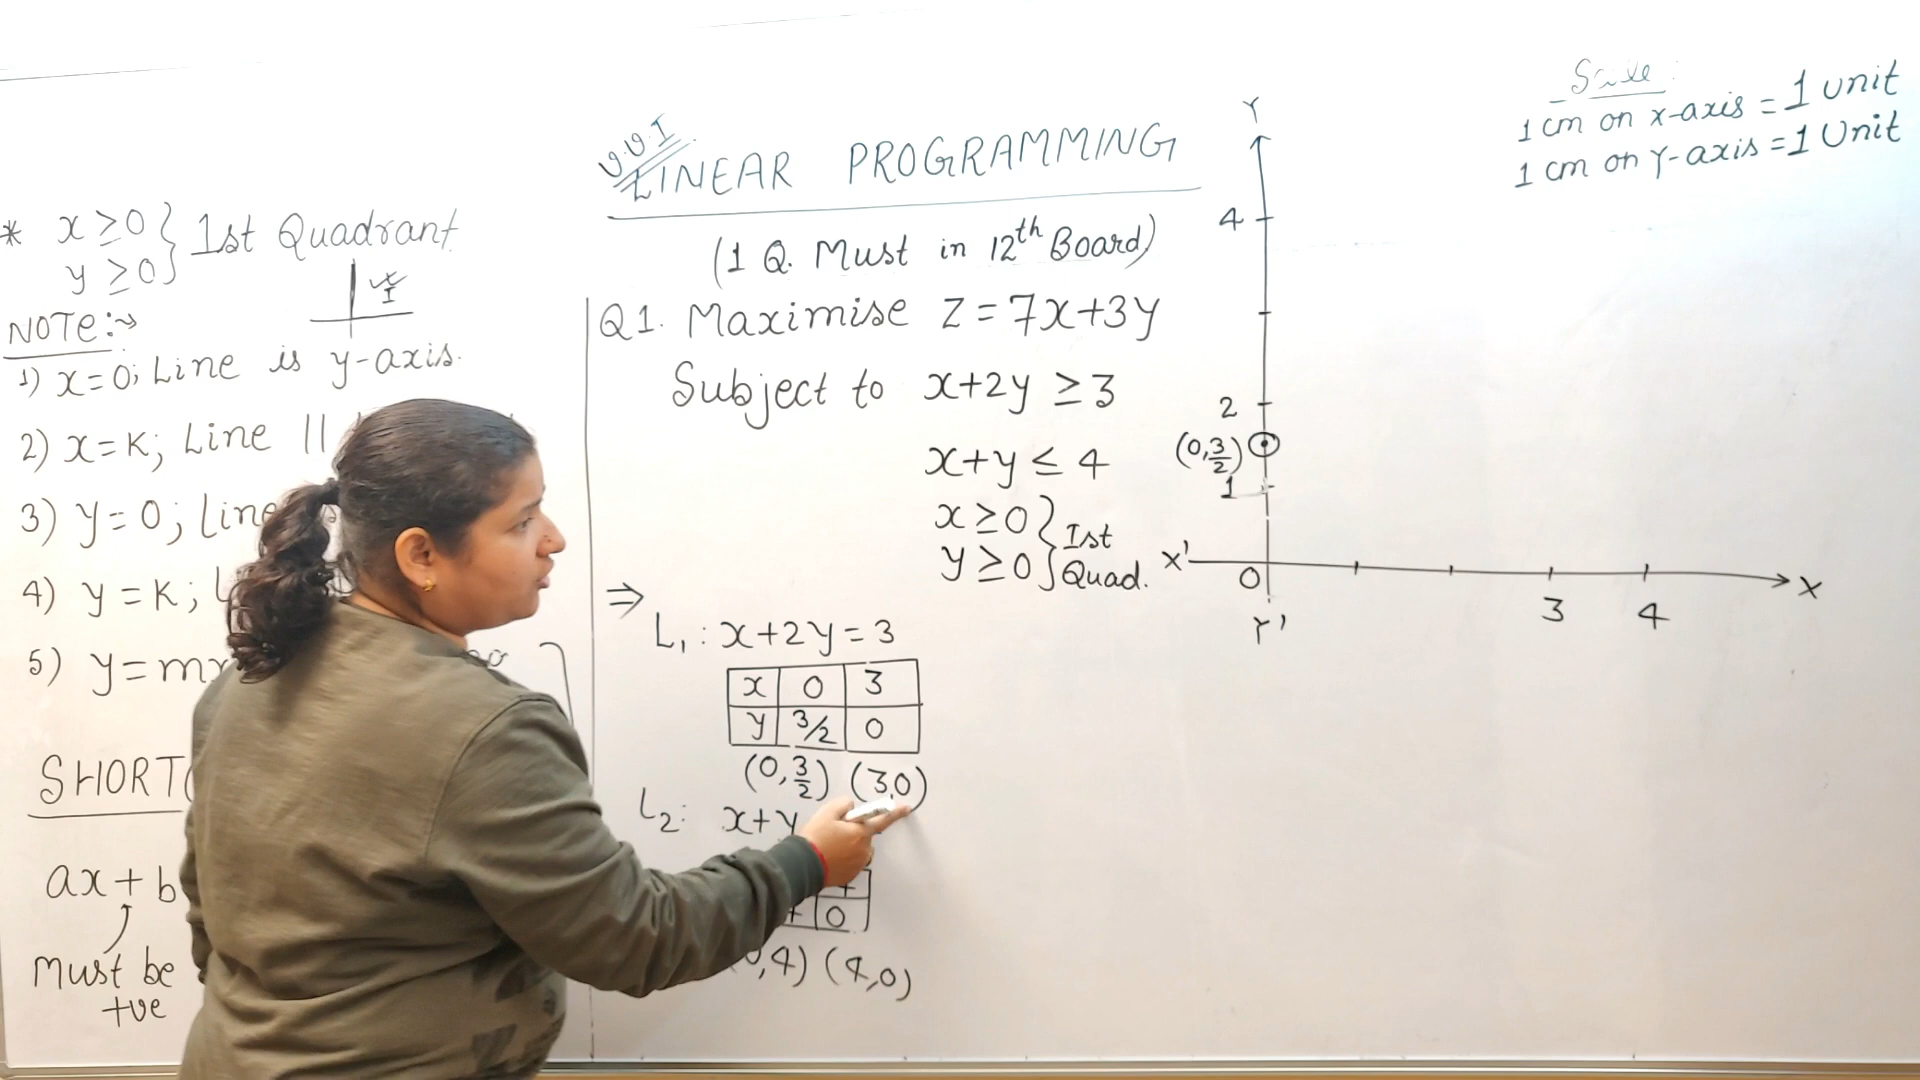 * x ≥ 0 } 1st Quadrant
y ≥ 0
I
NOTE:
1) x = 0; Line is y-axis.
2) x = K; Line ||
3) y = 0; Line
4) y = K;
5) y = m
SHORT
ax + b
Must be
+ve
V.V.I
LINEAR PROGRAMMING
(1 Q. Must in 12th Board)
Q1. Maximise Z = 7x + 3y
Subject to x + 2y ≥ 3
x + y ≤ 4
x ≥ 0 } Ist
y ≥ 0 Quad.
⇒
L₁ : x + 2y = 3
x 0 3
y 3/2 0
(0, 3/2) (3,0)
L₂: x + y
0
,4) (4,0)
Scale:
1 cm on x-axis = 1 unit
1 cm on Y-axis = 1 Unit
Y
4
2
(0, 3/2)
1
X' O 3 4 X
Y'